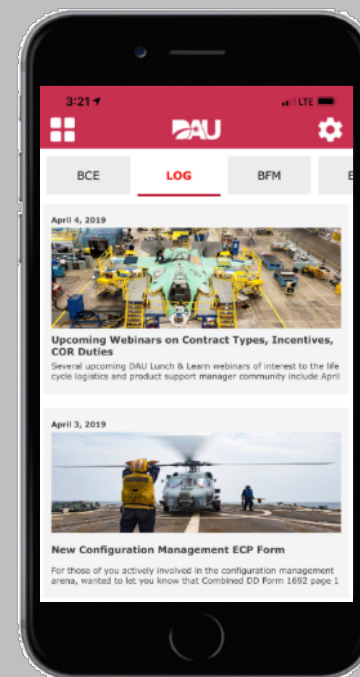 3:21
LTE
DAU
BCE LOG BFM
April 4, 2019
Upcoming Webinars on Contract Types, Incentives,
COR Duties
Several upcoming DAU Lunch & Learn webinars of interest to the life
cycle logistics and product support manager community include April
April 3, 2019
New Configuration Management ECP Form
For those of you actively involved in the configuration management
arena, wanted to let you know that Combined DD Form 1692 page 1